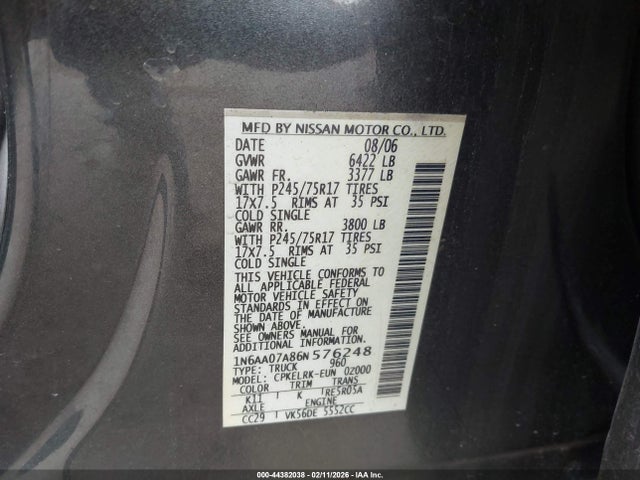 MFD BY NISSAN MOTOR CO., LTD.
DATE 08/06
GVWR 6422 LB
GAWR FR. 3377 LB
WITH P245/75R17 TIRES
17X7.5 RIMS AT 35 PSI
COLD SINGLE
GAWR RR. 3800 LB
WITH P245/75R17 TIRES
17X7.5 RIMS AT 35 PSI
COLD SINGLE
THIS VEHICLE CONFORMS TO
ALL APPLICABLE FEDERAL
MOTOR VEHICLE SAFETY
STANDARDS IN EFFECT ON
THE DATE OF MANUFACTURE
SHOWN ABOVE.
SEE OWNERS MANUAL FOR
ADDITIONAL INFORMATION.
1N6AA07A86N576248
TYPE: TRUCK 960
MODEL: CPKELRK-EUN 02000
COLOR TRIM TRANS
K11 K RE5R05A
AXLE ENGINE
CC29 VK56DE 5552CC
000-44382038 - 02/11/2026 - IAA Inc.